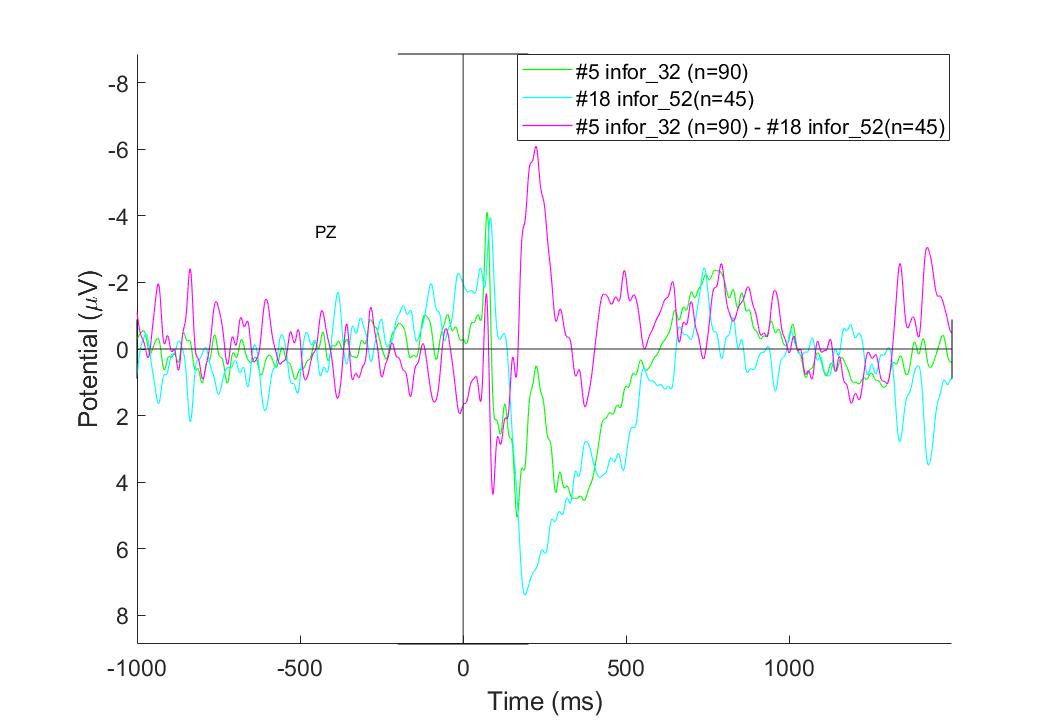 #5 infor_32 (n=90)
#18 infor_52(n=45)
#5 infor_32 (n=90) - #18 infor_52(n=45)
PZ
Potential (μV)
-8
-6
-4
-2
0
2
4
6
8
-1000 -500 0 500 1000
Time (ms)